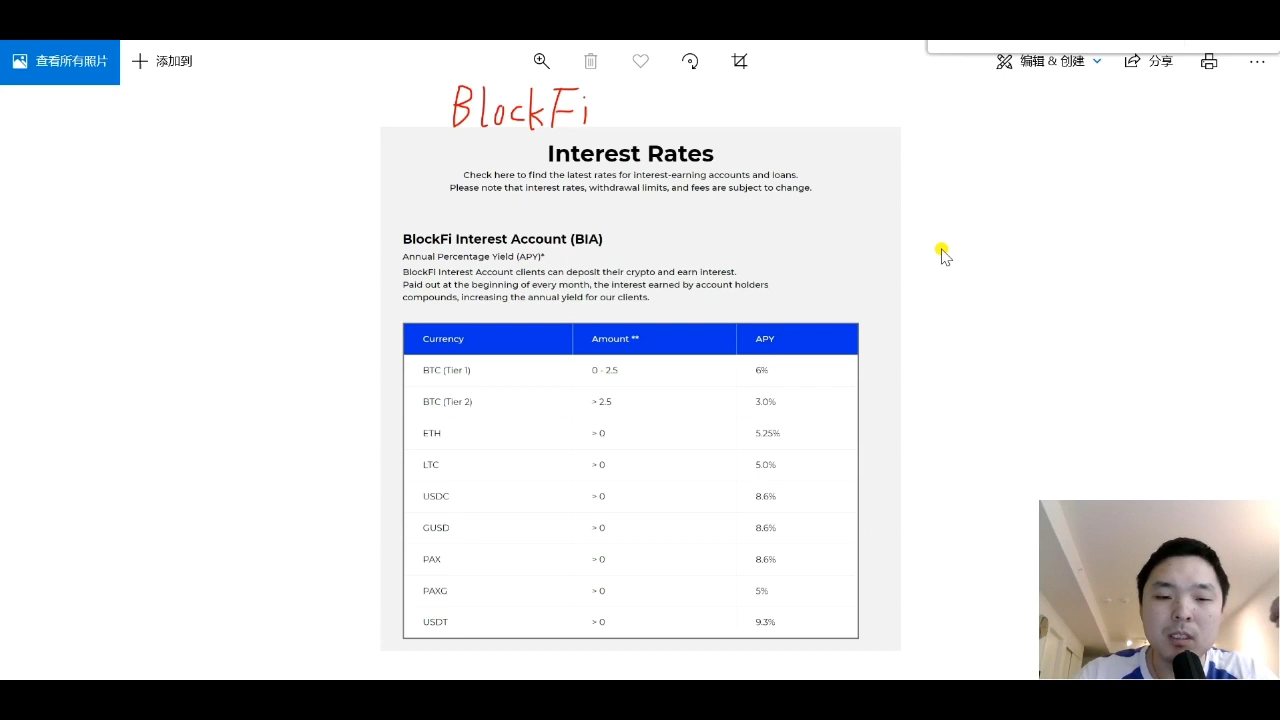 查看所有照片
添加到
编辑 & 创建
分享
BlockFi
Interest Rates
Check here to find the latest rates for interest-earning accounts and loans.
Please note that interest rates, withdrawal limits, and fees are subject to change.
BlockFi Interest Account (BIA)
Annual Percentage Yield (APY)*
BlockFi Interest Account clients can deposit their crypto and earn interest.
Paid out at the beginning of every month, the interest earned by account holders
compounds, increasing the annual yield for our clients.
Currency Amount ** APY
BTC (Tier 1) 0 - 2.5 6%
BTC (Tier 2) > 2.5 3.0%
ETH > 0 5.25%
LTC > 0 5.0%
USDC > 0 8.6%
GUSD > 0 8.6%
PAX > 0 8.6%
PAXG > 0 5%
USDT > 0 9.3%